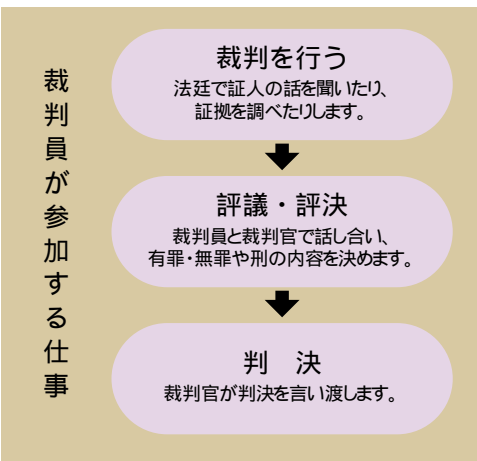 裁判員が参加する仕事
裁判を行う
法廷で証人の話を聞いたり、
証拠を調べたりします。
評議・評決
裁判員と裁判官で話し合い、
有罪・無罪や刑の内容を決めます。
判　決
裁判官が判決を言い渡します。